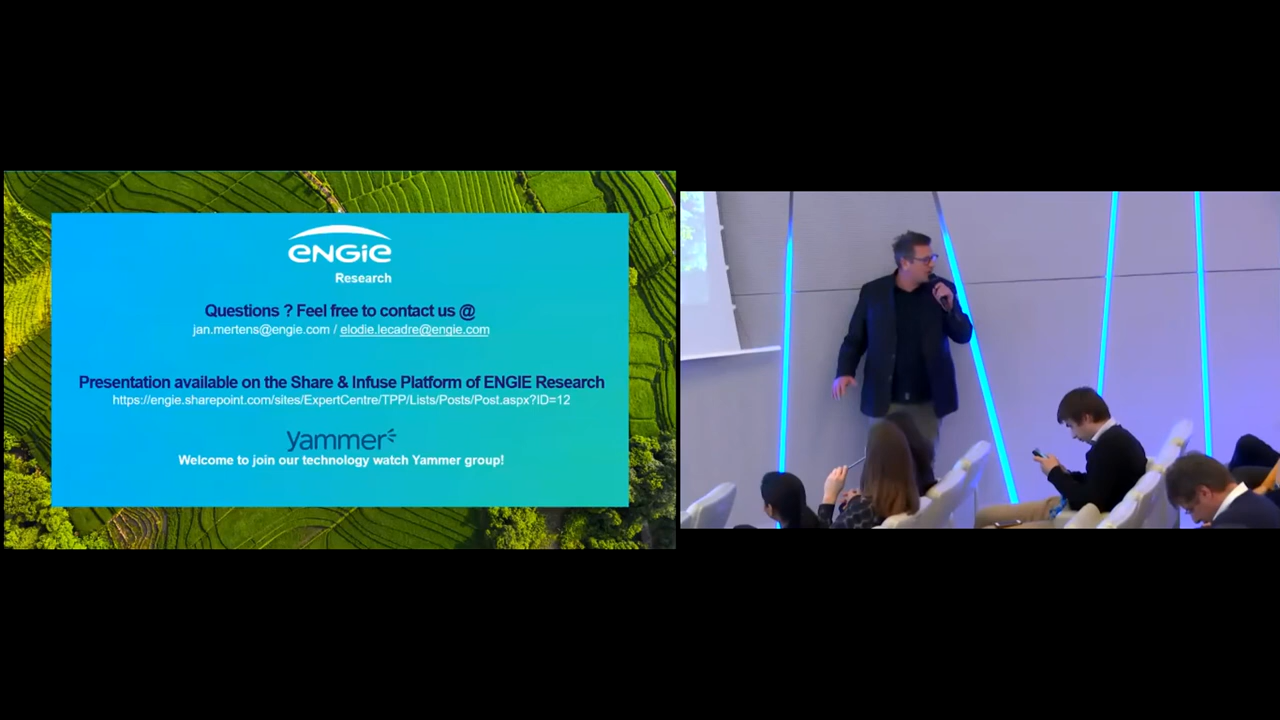 ENGIE
Research
Questions ? Feel free to contact us @
jan.mertens@engie.com / elodie.lecadre@engie.com
Presentation available on the Share & Infuse Platform of ENGIE Research
https://engie.sharepoint.com/sites/ExpertCentre/TPP/Lists/Posts/Post.aspx?ID=12
yammer
Welcome to join our technology watch Yammer group!